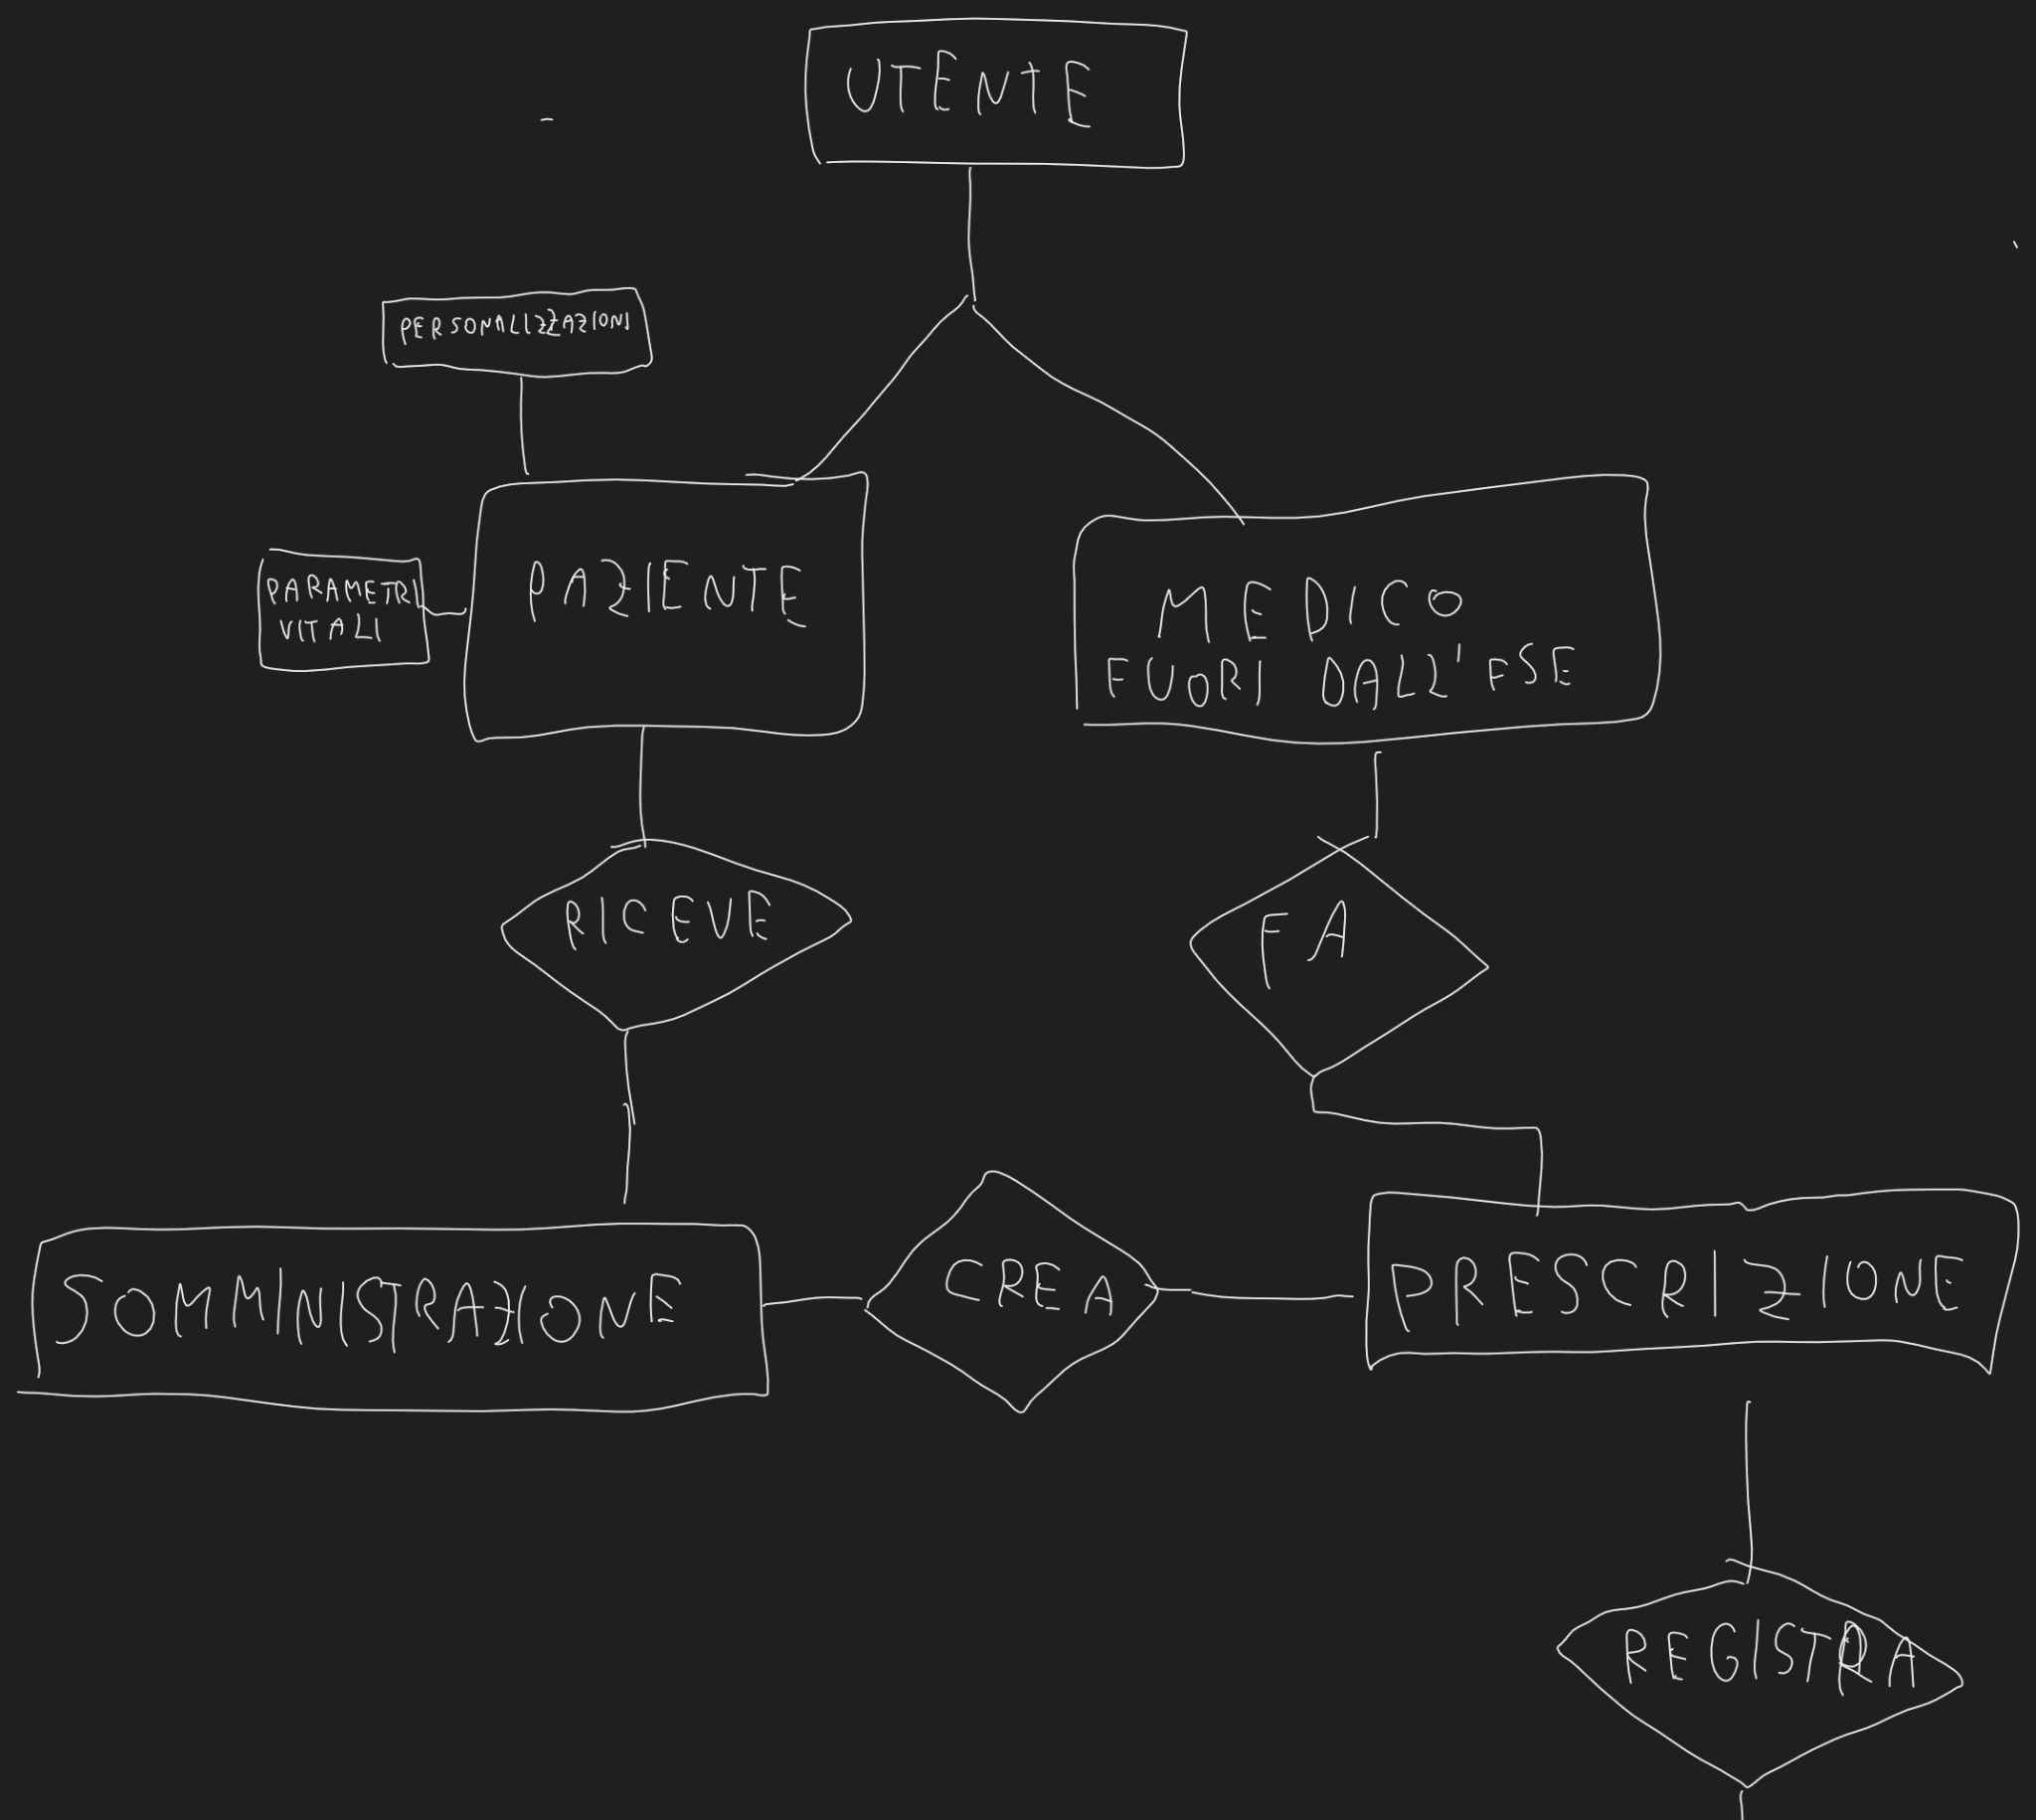 UTENTE
PERSONALIZZAZIONI
PAZIENTE
PARAMETRI
VITALI
MEDICO
FUORI DALL'FSE
RICEVE
FA
SOMMINISTRAZIONE
CREA
PRESCRIZIONE
REGISTRA